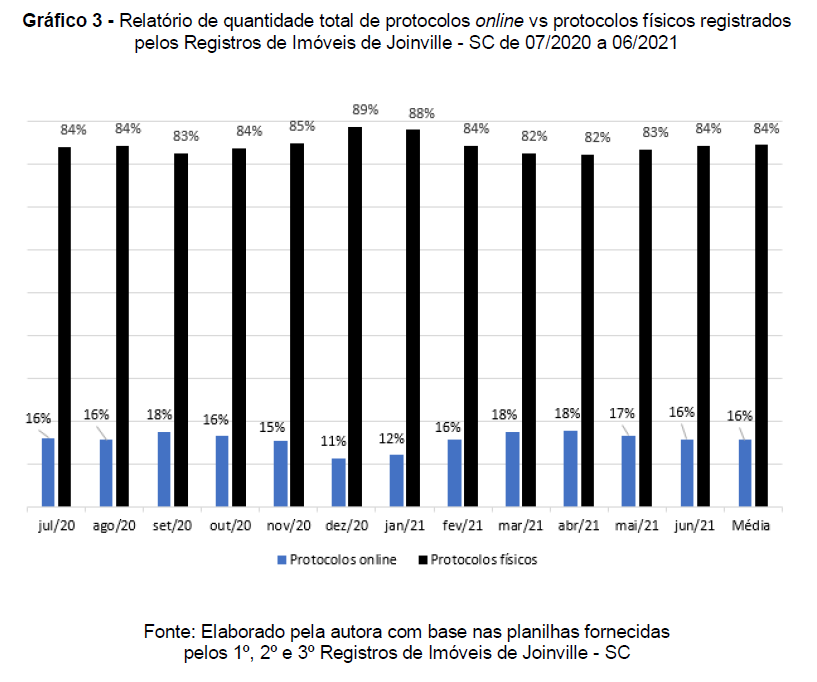 Gráfico 3 - Relatório de quantidade total de protocolos online vs protocolos físicos registrados
pelos Registros de Imóveis de Joinville - SC de 07/2020 a 06/2021
84% 84% 83% 84% 85% 89% 88% 84% 82% 82% 83% 84% 84%
16% 16% 18% 16% 15% 11% 12% 16% 18% 18% 17% 16% 16%
jul/20 ago/20 set/20 out/20 nov/20 dez/20 jan/21 fev/21 mar/21 abr/21 mai/21 jun/21 Média
Protocolos online Protocolos físicos
Fonte: Elaborado pela autora com base nas planilhas fornecidas
pelos 1º, 2º e 3º Registros de Imóveis de Joinville - SC